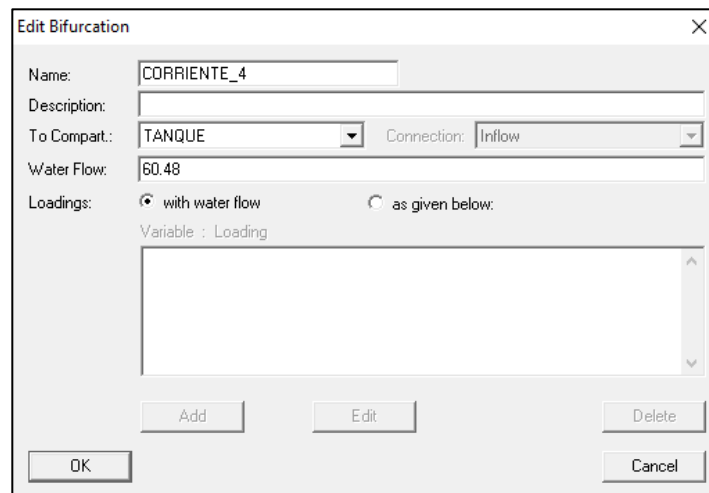 Edit Bifurcation
Name: CORRIENTE_4
Description:
To Compart.: TANQUE Connection: Inflow
Water Flow: 60.48
Loadings: with water flow as given below:
Variable : Loading
Add Edit Delete
OK Cancel